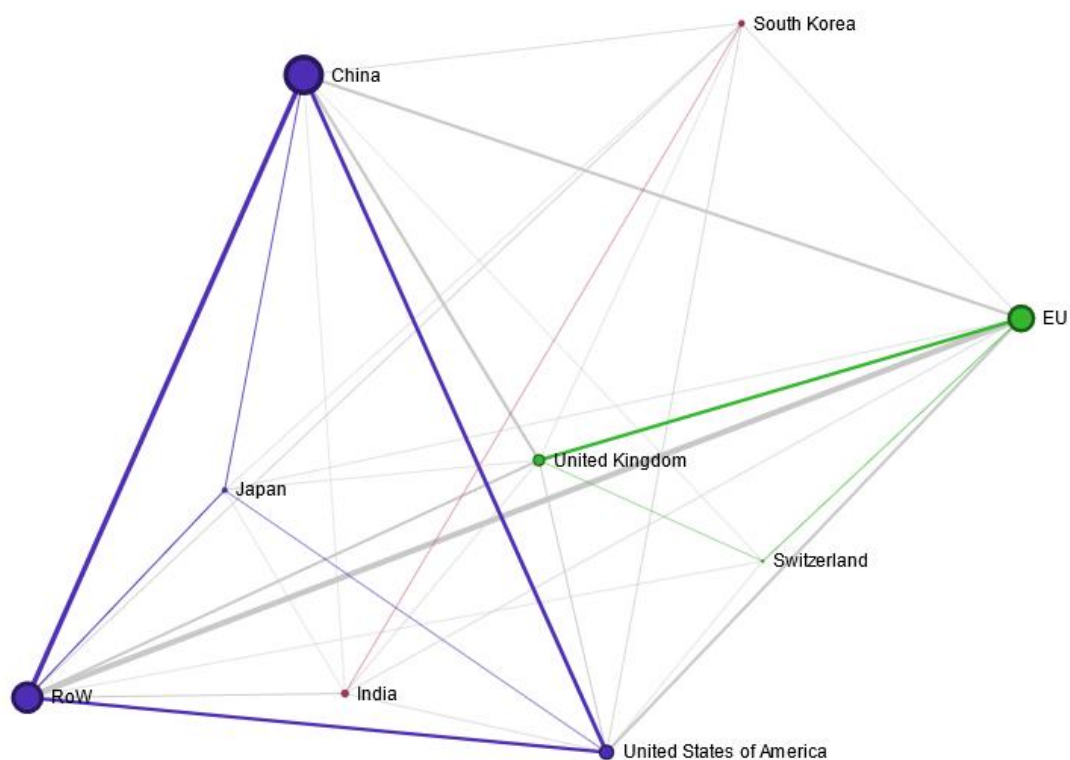 South Korea
China
EU
United Kingdom
Japan
Switzerland
RoW
India
United States of America